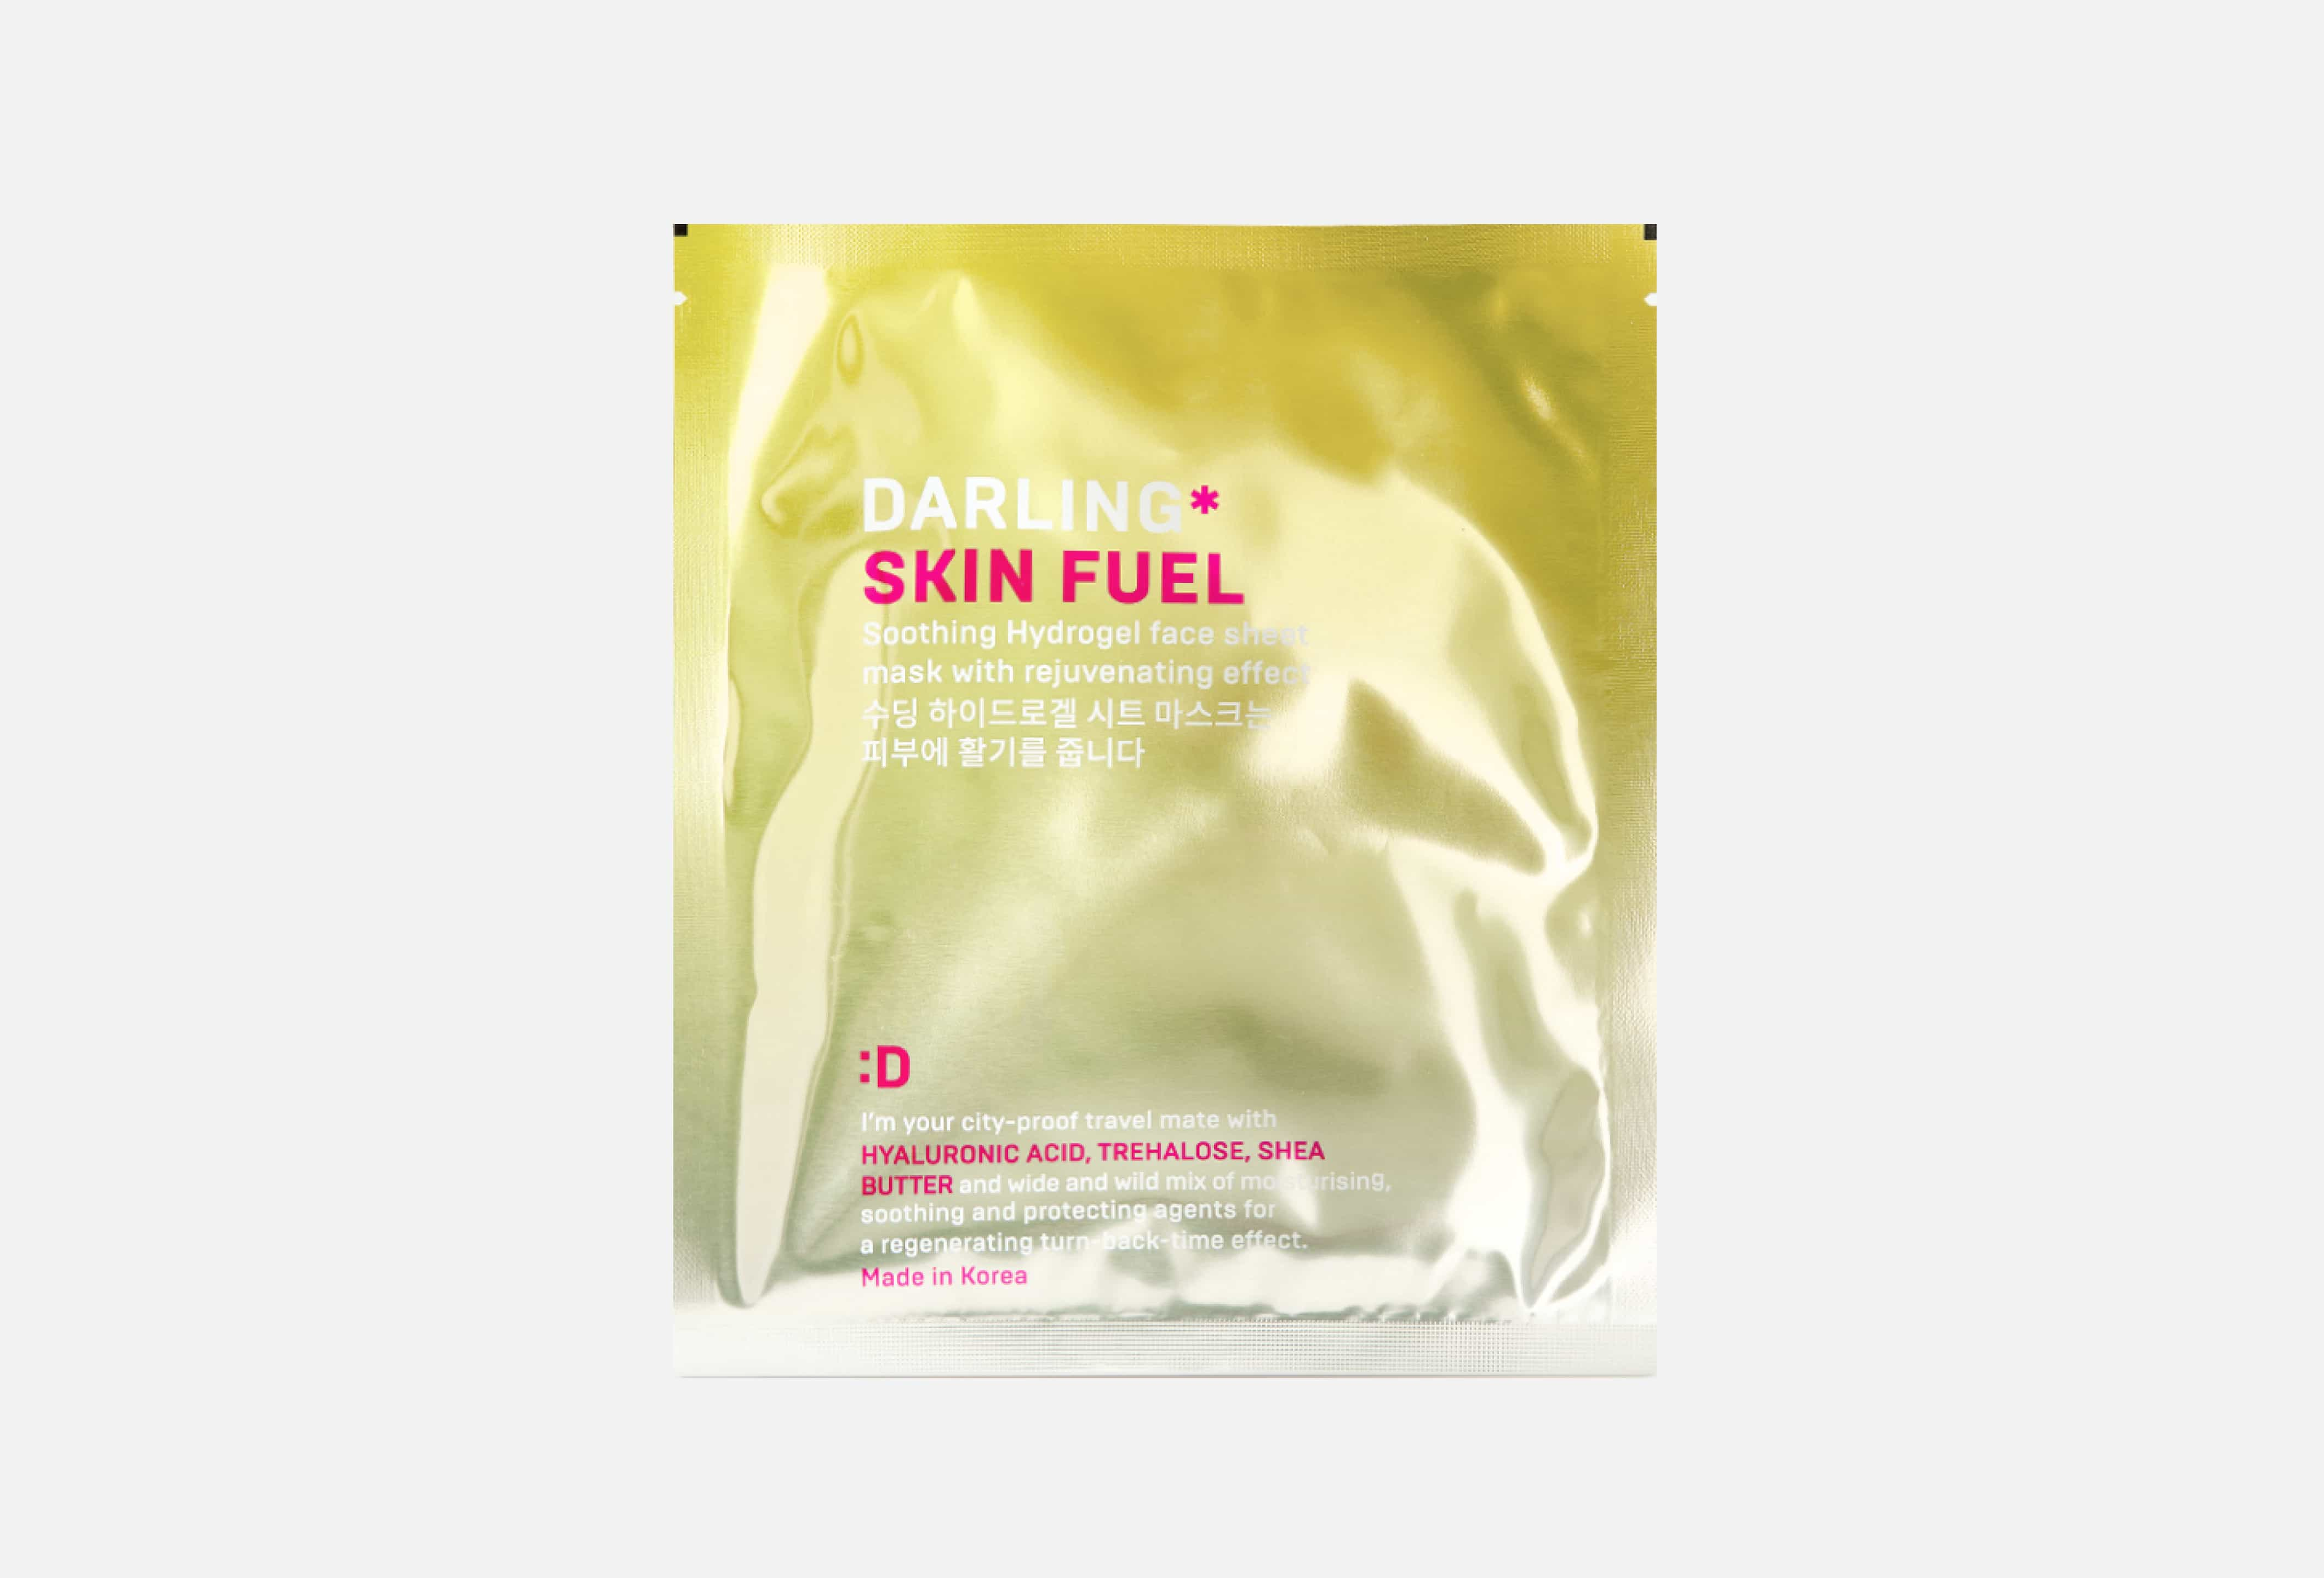 DARLING*
SKIN FUEL
Soothing Hydrogel face sheet
mask with rejuvenating effect
수딩 하이드로겔 시트 마스크는
피부에 활기를 줍니다
:D
I'm your city-proof travel mate with
HYALURONIC ACID, TREHALOSE, SHEA
BUTTER and wide and wild mix of moisturising,
soothing and protecting agents for
a regenerating turn-back-time effect.
Made in Korea